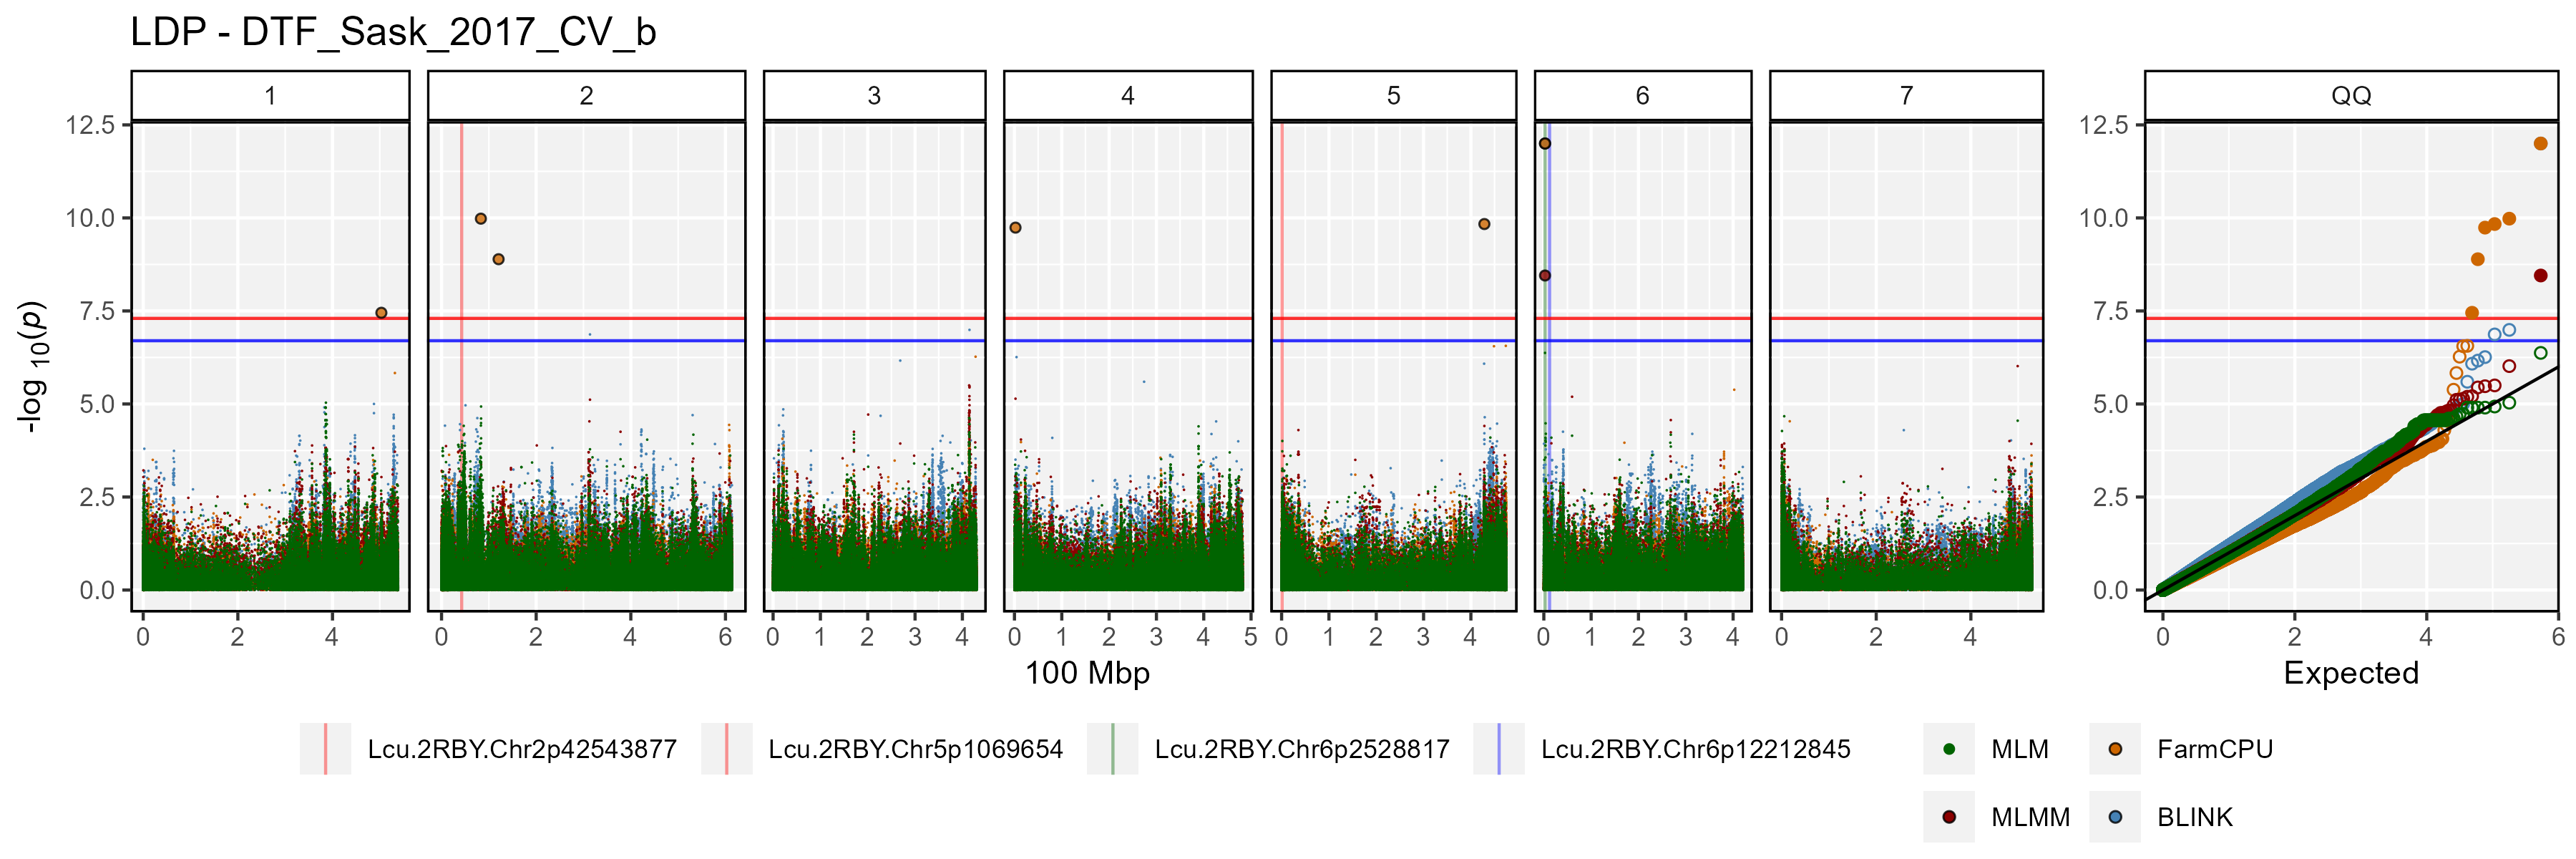 LDP - DTF_Sask_2017_CV_b
1 2 3 4 5 6 7 QQ
12.5 12.5
10.0 10.0
7.5 7.5
5.0 5.0
2.5 2.5
0.0 0.0
-log 10(p)
0 2 4 0 2 4 6 0 1 2 3 4 0 1 2 3 4 5 0 1 2 3 4 0 1 2 3 4 0 2 4 0 2 4 6
100 Mbp Expected
Lcu.2RBY.Chr2p42543877 Lcu.2RBY.Chr5p1069654 Lcu.2RBY.Chr6p2528817 Lcu.2RBY.Chr6p12212845 MLM FarmCPU
MLMM BLINK